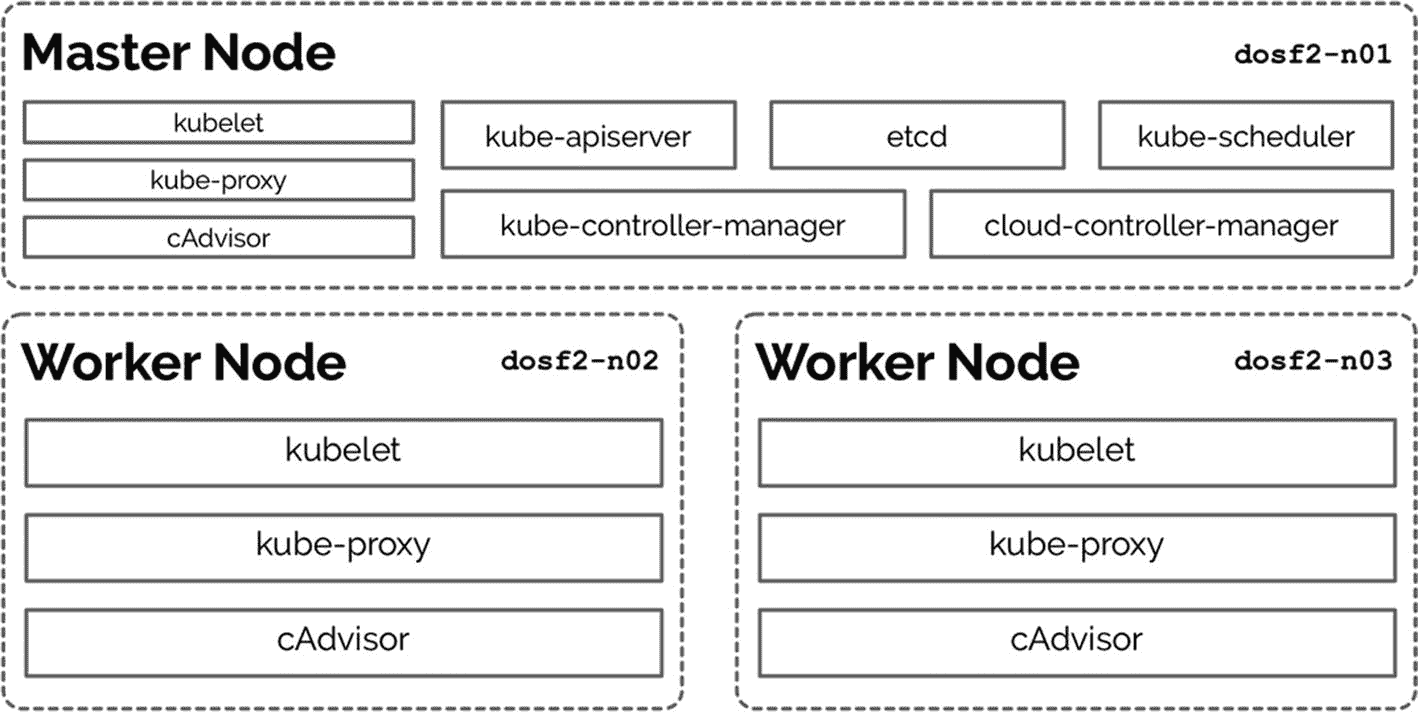 Master Node
dosf2-n01
kubelet
kube-proxy
cAdvisor
kube-apiserver
etcd
kube-scheduler
kube-controller-manager
cloud-controller-manager
Worker Node
dosf2-n02
kubelet
kube-proxy
cAdvisor
Worker Node
dosf2-n03
kubelet
kube-proxy
cAdvisor